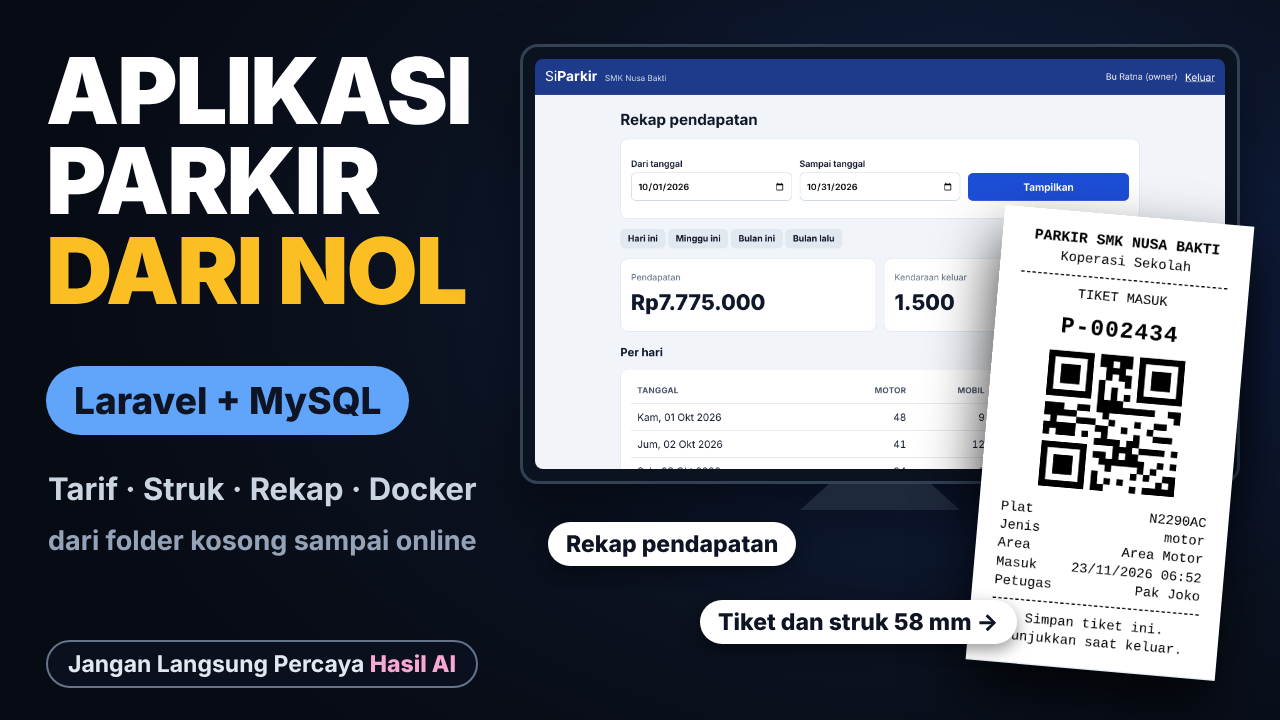 APLIKASI
PARKIR
DARI NOL
Laravel + MySQL
Tarif · Struk · Rekap · Docker
dari folder kosong sampai online
Jangan Langsung Percaya Hasil AI
SiParkir SMK Nusa Bakti
Bu Ratna (owner) Keluar
Rekap pendapatan
Dari tanggal Sampai tanggal
10/01/2026 10/31/2026 Tampilkan
Hari ini Minggu ini Bulan ini Bulan lalu
Pendapatan Kendaraan keluar
Rp7.775.000 1.500
Per hari
TANGGAL MOTOR MOBIL
Kam, 01 Okt 2026 48 9
Jum, 02 Okt 2026 41 12
Rekap pendapatan
Tiket dan struk 58 mm →
PARKIR SMK NUSA BAKTI
Koperasi Sekolah
TIKET MASUK
P-002434
Plat N2290AC
Jenis motor
Area Area Motor
Masuk 23/11/2026 06:52
Petugas Pak Joko
Simpan tiket ini.
unjukkan saat keluar.